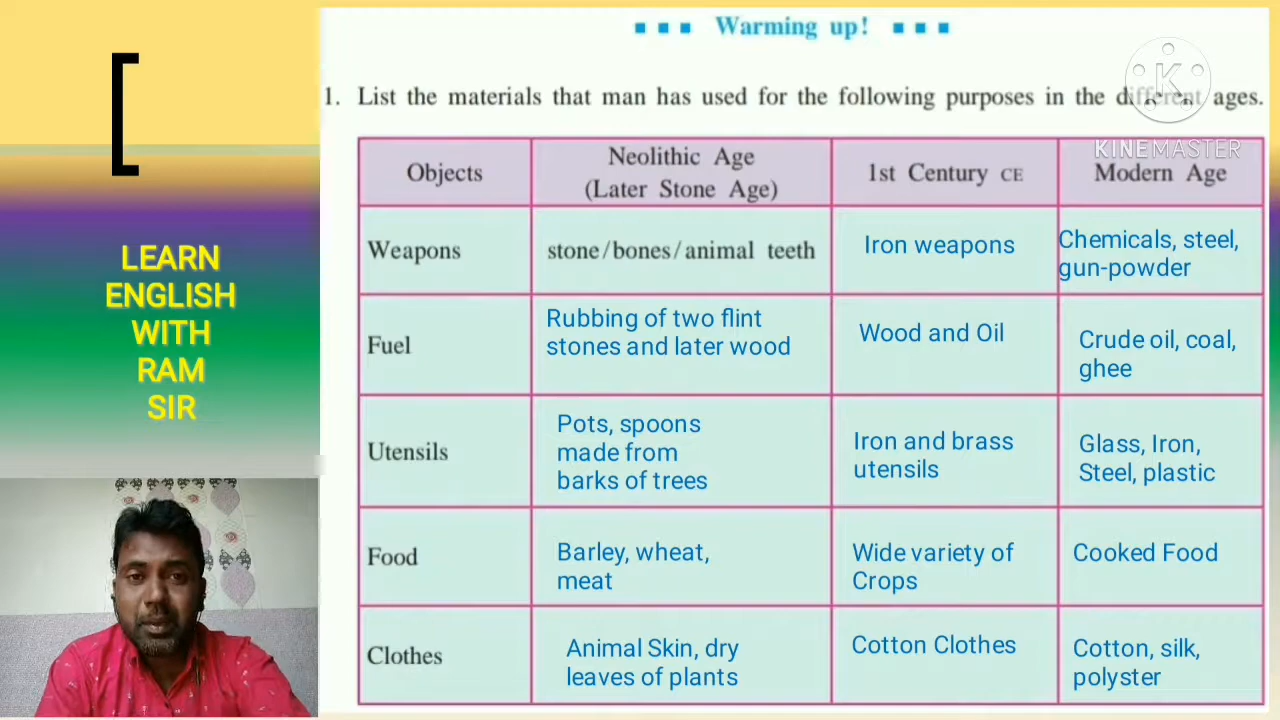 Warming up!
1. List the materials that man has used for the following purposes in the different ages.
KINEMASTER
Objects
Neolithic Age
(Later Stone Age)
1st Century CE
Modern Age
Weapons
stone/bones/animal teeth
Iron weapons
Chemicals, steel,
gun-powder
Fuel
Rubbing of two flint
stones and later wood
Wood and Oil
Crude oil, coal,
ghee
Utensils
Pots, spoons
made from
barks of trees
Iron and brass
utensils
Glass, Iron,
Steel, plastic
Food
Barley, wheat,
meat
Wide variety of
Crops
Cooked Food
Clothes
Animal Skin, dry
leaves of plants
Cotton Clothes
Cotton, silk,
polyster
[
LEARN
ENGLISH
WITH
RAM
SIR
K